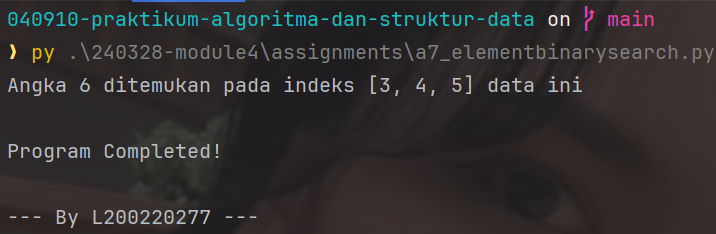 040910-praktikum-algoritma-dan-struktur-data on main
❯ py .\240328-module4\assignments\a7_elementbinarysearch.py
Angka 6 ditemukan pada indeks [3, 4, 5] data ini
Program Completed!
--- By L200220277 ---